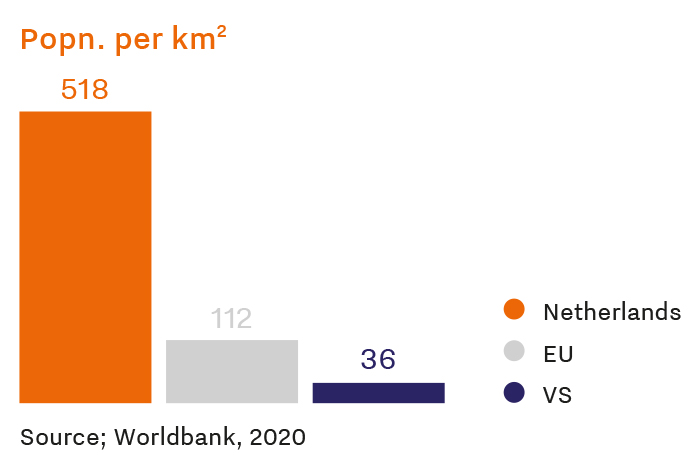 Popn. per km²
518
112
36
Netherlands
EU
VS
Source; Worldbank, 2020